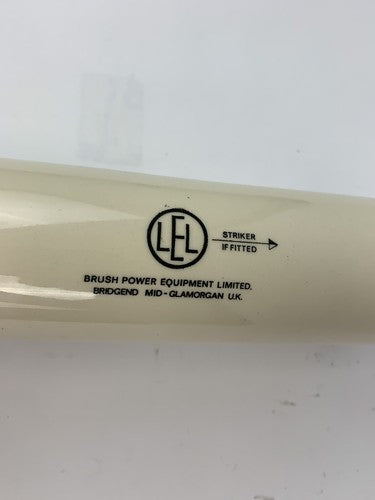 LEL
STRIKER
IF FITTED
BRUSH POWER EQUIPMENT LIMITED.
BRIDGEND MID-GLAMORGAN U.K.